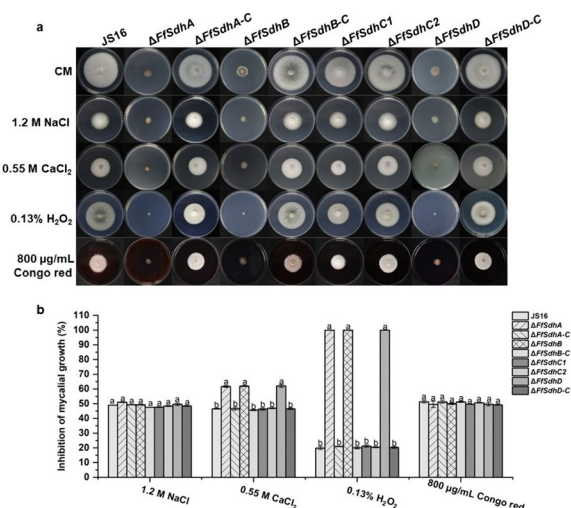 a
JS16
ΔFfSdhA
ΔFfSdhA-C
ΔFfSdhB
ΔFfSdhB-C
ΔFfSdhC1
ΔFfSdhC2
ΔFfSdhD
ΔFfSdhD-C
CM
1.2 M NaCl
0.55 M CaCl₂
0.13% H₂O₂
800 μg/mL
Congo red
b
Inhibition of mycalial growth (%)
110
100
90
80
70
60
50
40
30
20
10
0
a a a a a a a a a
b a b a b b b a b
b a b a b b b a b
a a a a a a a a a
1.2 M NaCl
0.55 M CaCl₂
0.13% H₂O₂
800 μg/mL Congo red
JS16
ΔFfSdhA
ΔFfSdhA-C
ΔFfSdhB
ΔFfSdhB-C
ΔFfSdhC1
ΔFfSdhC2
ΔFfSdhD
ΔFfSdhD-C